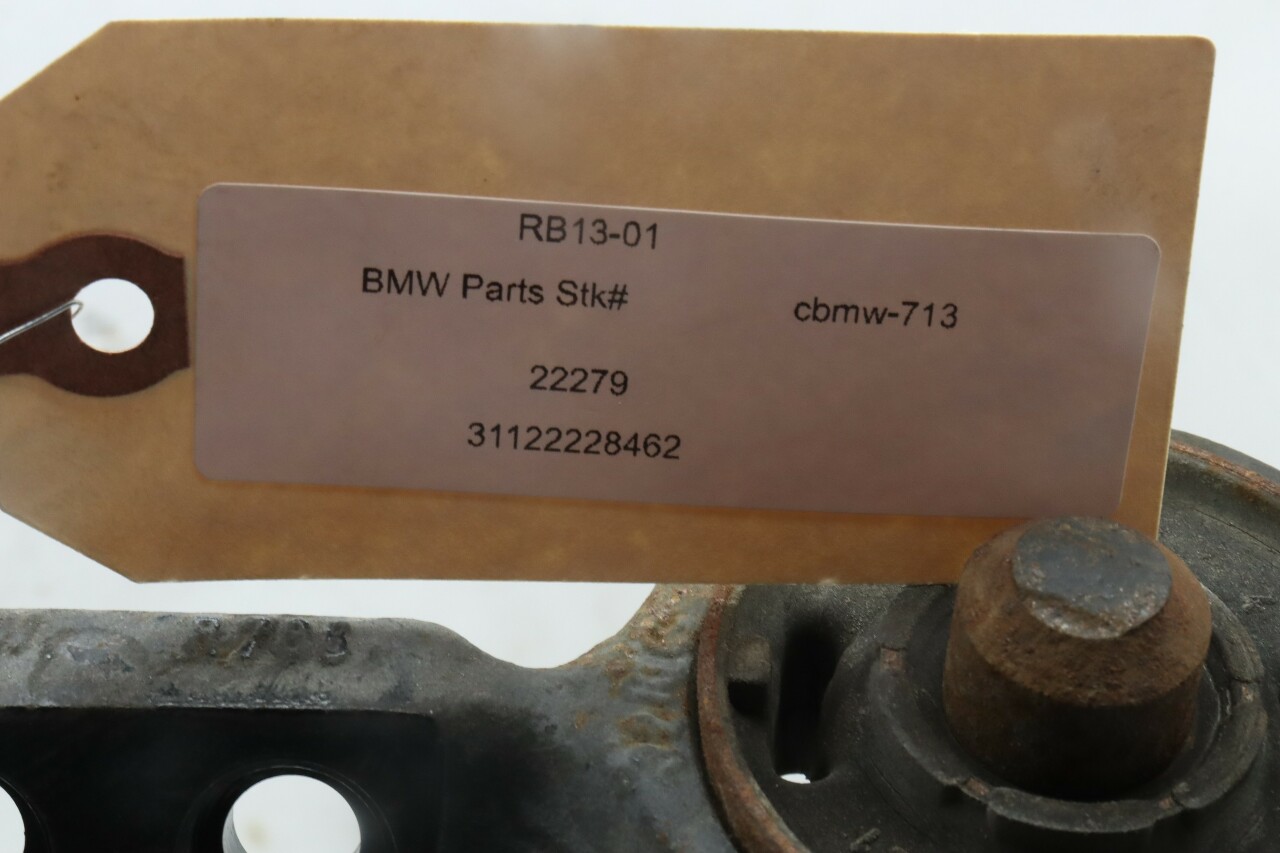 RB13-01
BMW Parts Stk# cbmw-713
22279
31122228462